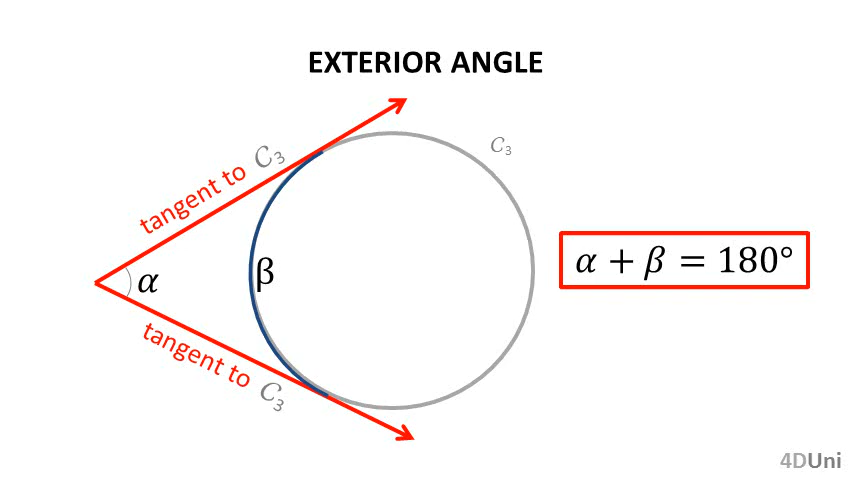 EXTERIOR ANGLE
tangent to C₃
C₃
α
β
α + β = 180°
tangent to C₃
4DUni